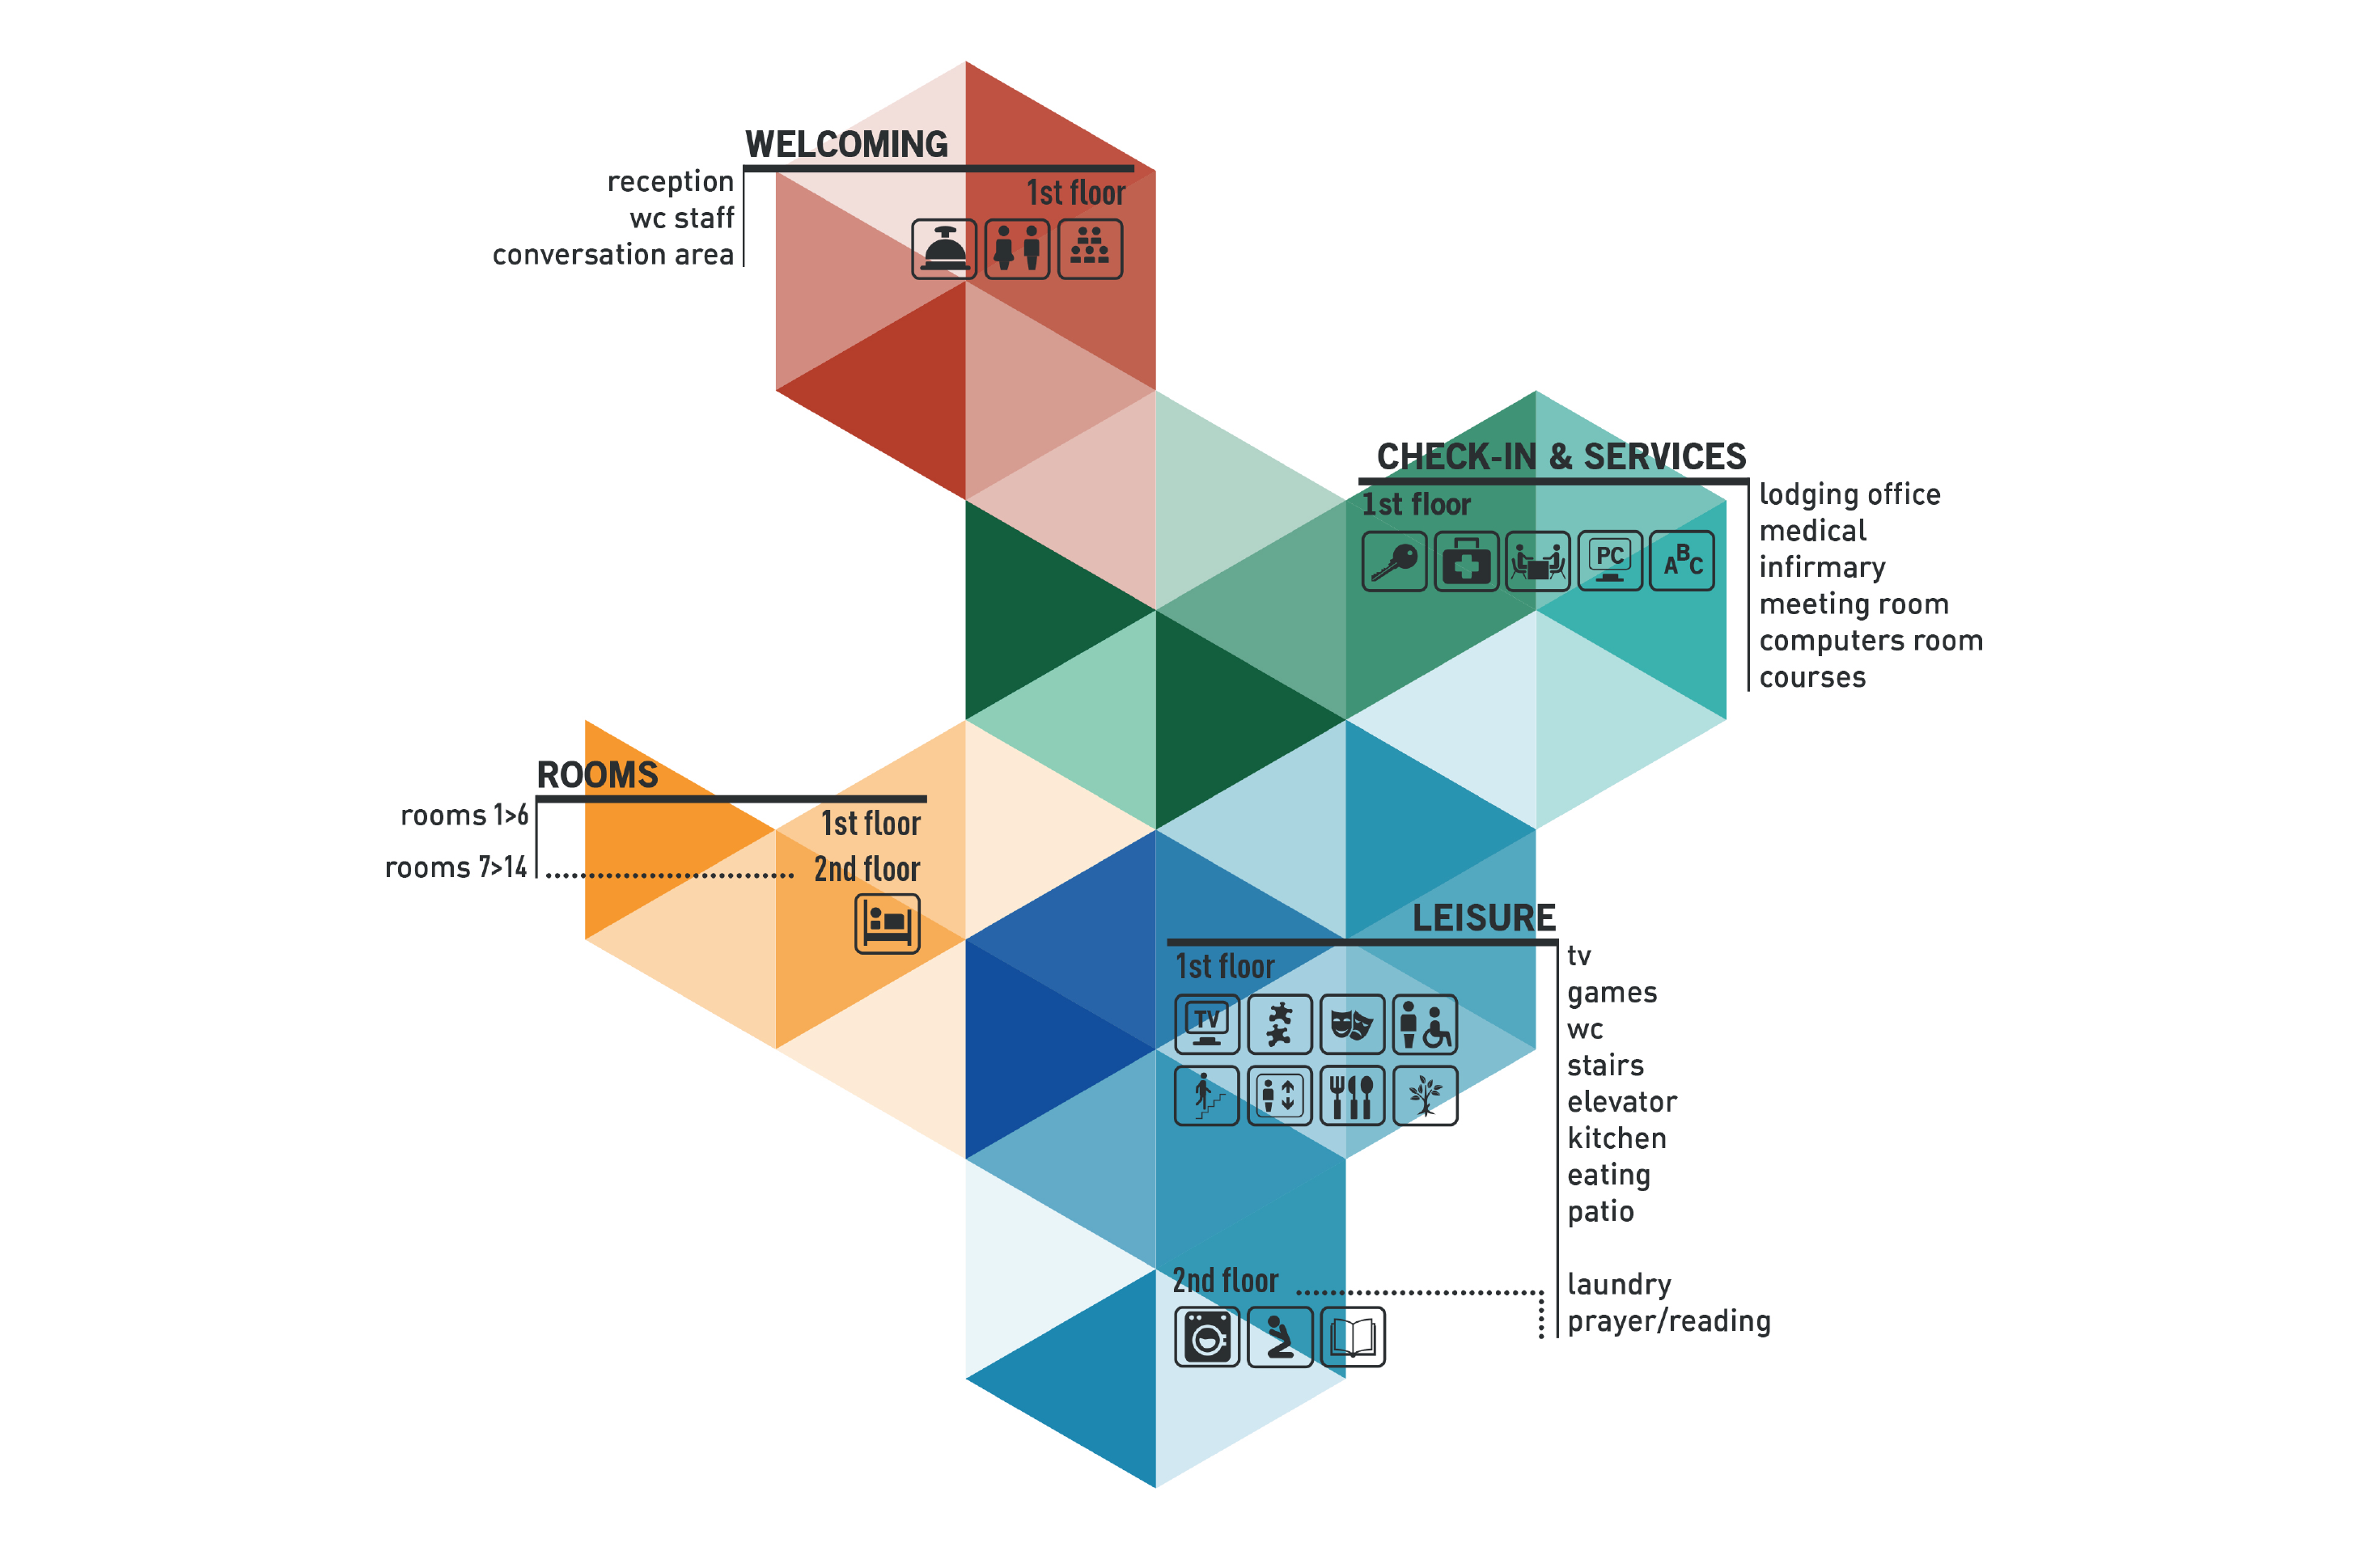 WELCOMING
reception
wc staff
conversation area
1st floor
CHECK-IN & SERVICES
1st floor
PC
A B C
lodging office
medical
infirmary
meeting room
computers room
courses
ROOMS
rooms 1>6
1st floor
rooms 7>14
2nd floor
LEISURE
1st floor
TV
tv
games
wc
stairs
elevator
kitchen
eating
patio
2nd floor
laundry
prayer/reading